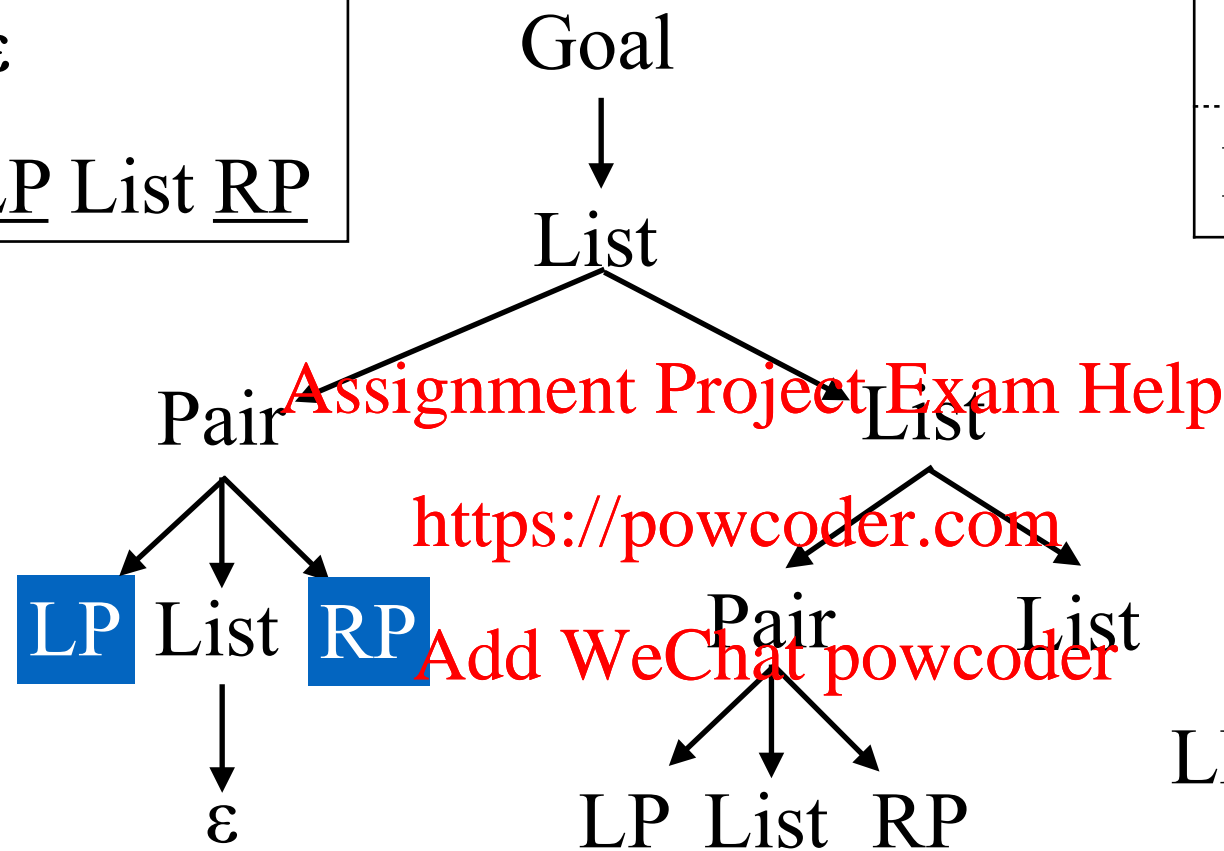 ε
Goal
LP List RP
List
Assignment Project Exam Help
Pair List
https://powcoder.com
LP List RP Pair List
Add WeChat powcoder
ε LP List RP